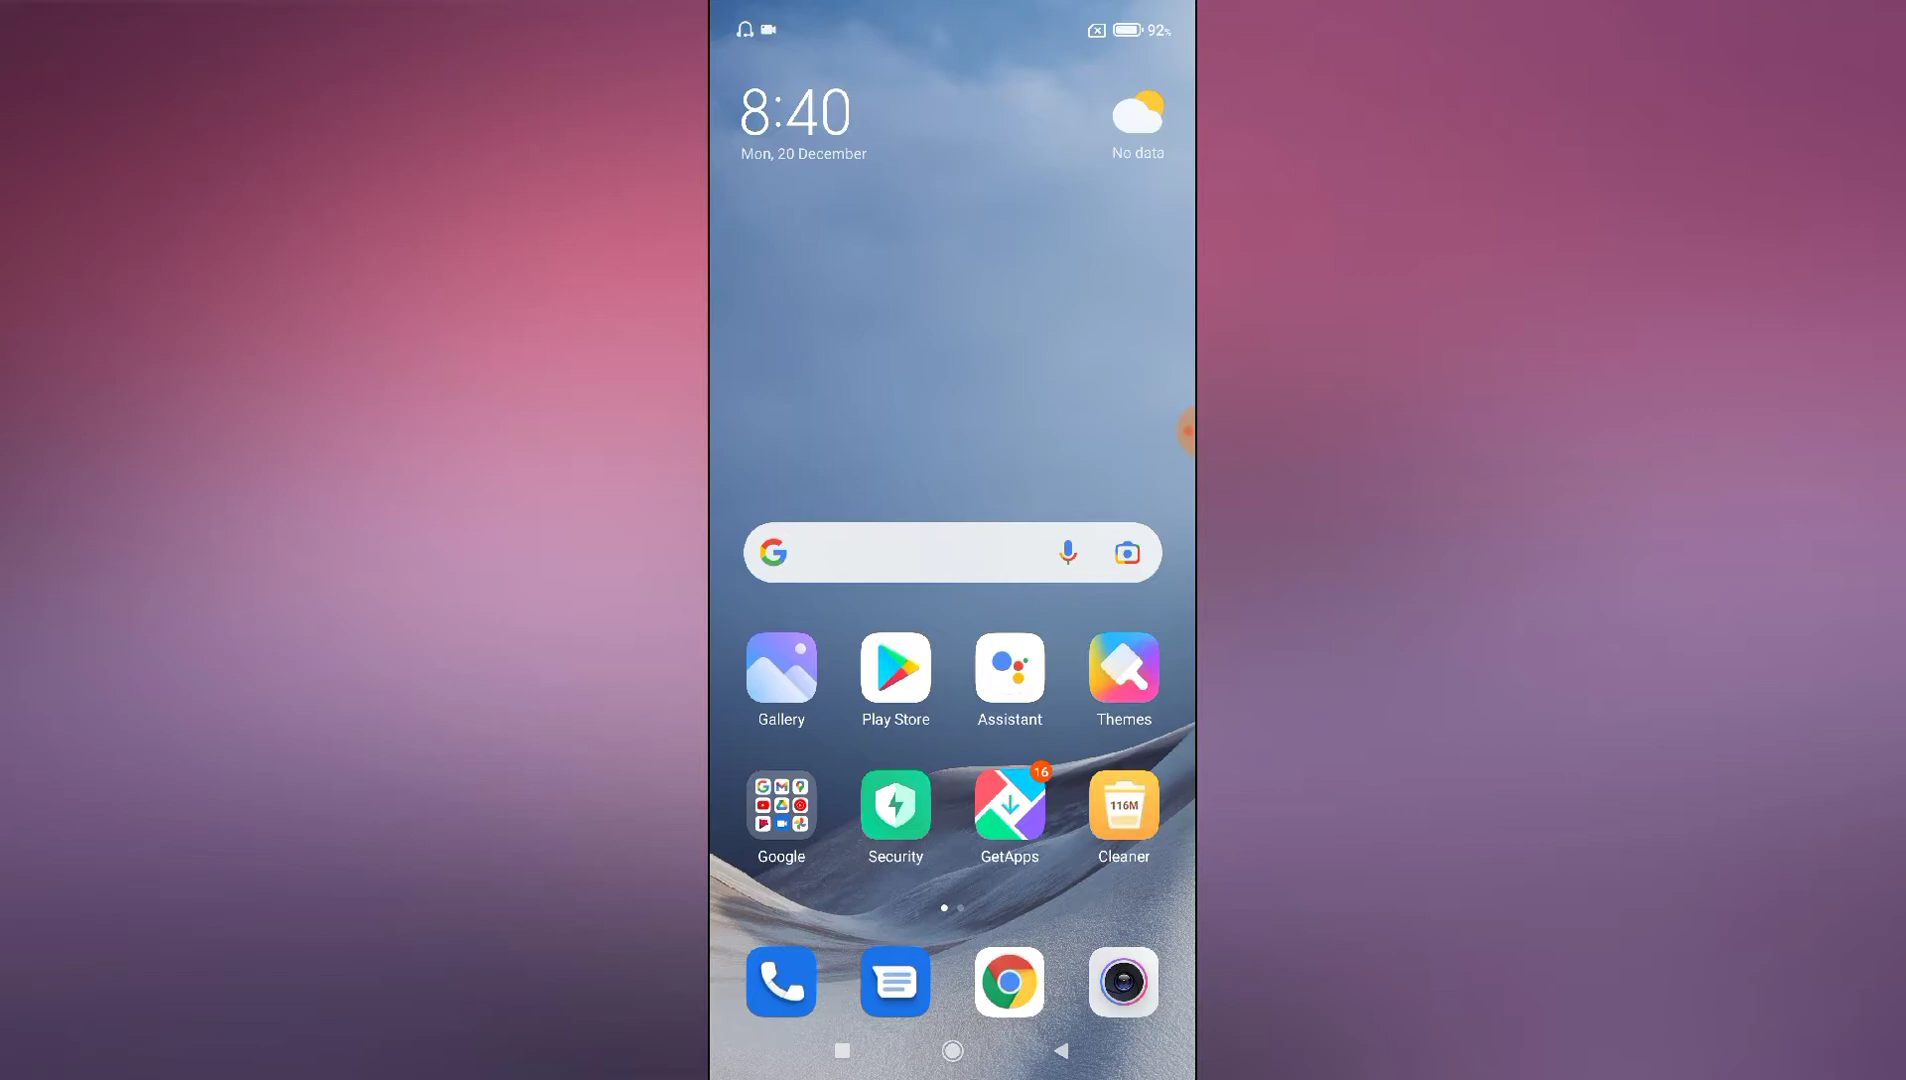 92%
8:40
Mon, 20 December
No data
Gallery
Play Store
Assistant
Themes
16
116M
Google
Security
GetApps
Cleaner